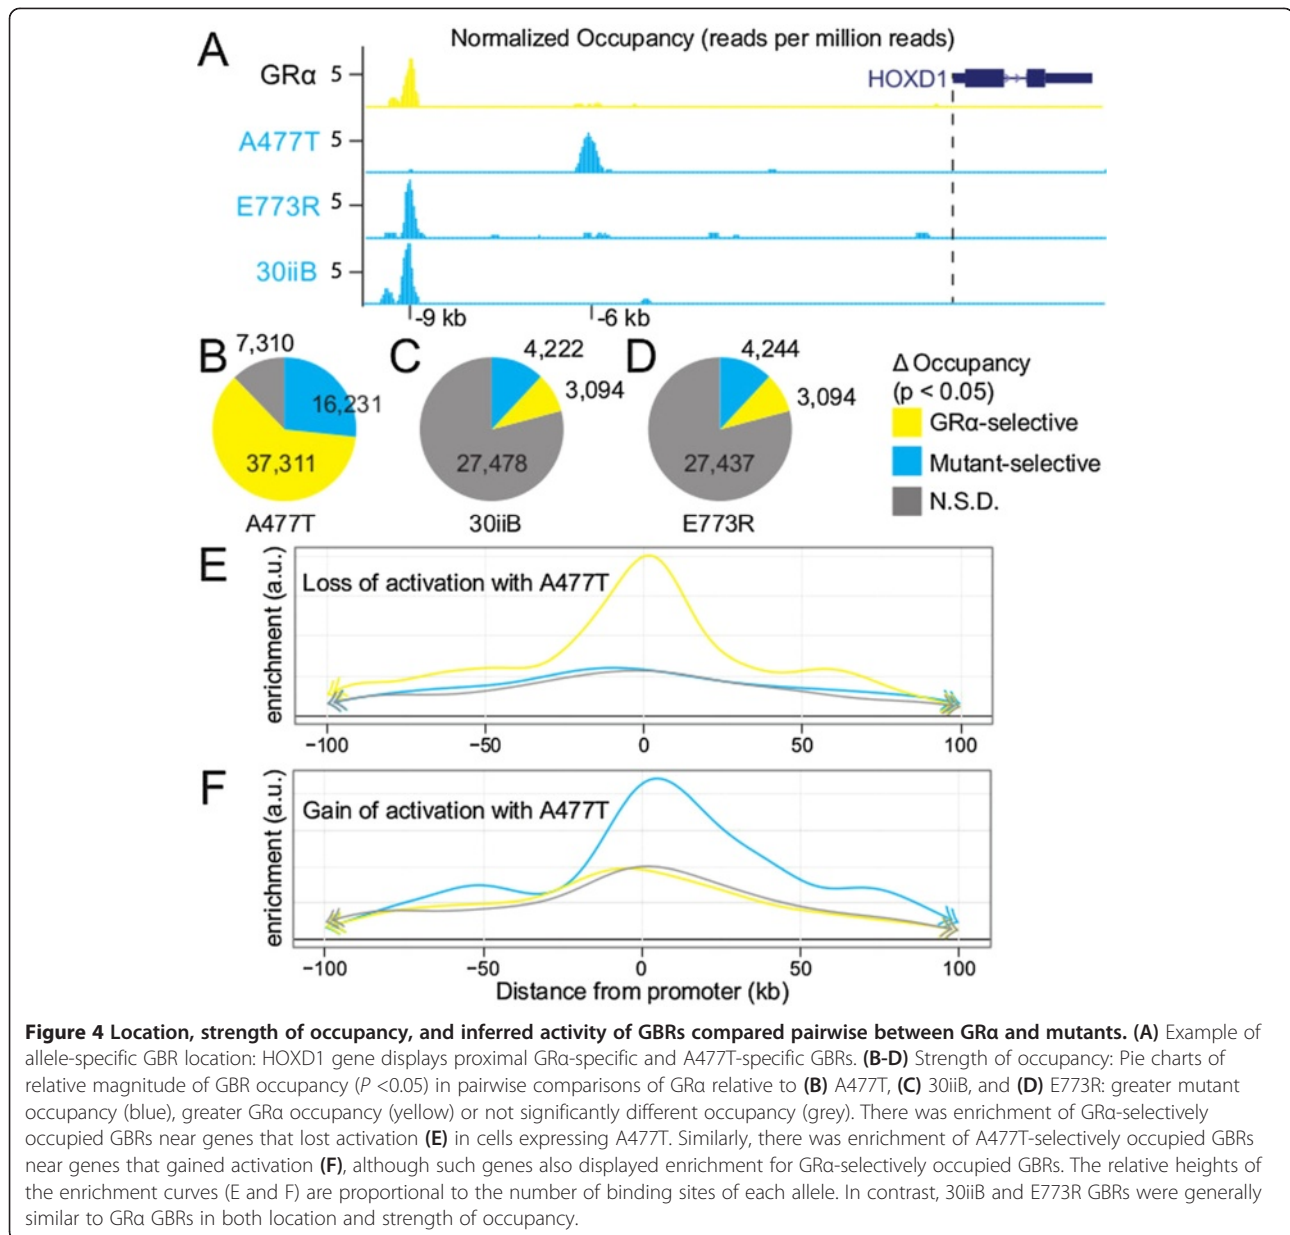 A
Normalized Occupancy (reads per million reads)
GRα 5
HOXD1
A477T 5
E773R 5
30iiB 5
-9 kb
-6 kb
B
7,310
16,231
37,311
A477T
C
4,222
3,094
27,478
30iiB
D
4,244
3,094
27,437
E773R
Δ Occupancy
(p < 0.05)
GRα-selective
Mutant-selective
N.S.D.
E
enrichment (a.u.)
Loss of activation with A477T
−100 −50 0 50 100
F
enrichment (a.u.)
Gain of activation with A477T
−100 −50 0 50 100
Distance from promoter (kb)
Figure 4 Location, strength of occupancy, and inferred activity of GBRs compared pairwise between GRα and mutants. (A) Example of
allele-specific GBR location: HOXD1 gene displays proximal GRα-specific and A477T-specific GBRs. (B-D) Strength of occupancy: Pie charts of
relative magnitude of GBR occupancy (P <0.05) in pairwise comparisons of GRα relative to (B) A477T, (C) 30iiB, and (D) E773R: greater mutant
occupancy (blue), greater GRα occupancy (yellow) or not significantly different occupancy (grey). There was enrichment of GRα-selectively
occupied GBRs near genes that lost activation (E) in cells expressing A477T. Similarly, there was enrichment of A477T-selectively occupied GBRs
near genes that gained activation (F), although such genes also displayed enrichment for GRα-selectively occupied GBRs. The relative heights of
the enrichment curves (E and F) are proportional to the number of binding sites of each allele. In contrast, 30iiB and E773R GBRs were generally
similar to GRα GBRs in both location and strength of occupancy.